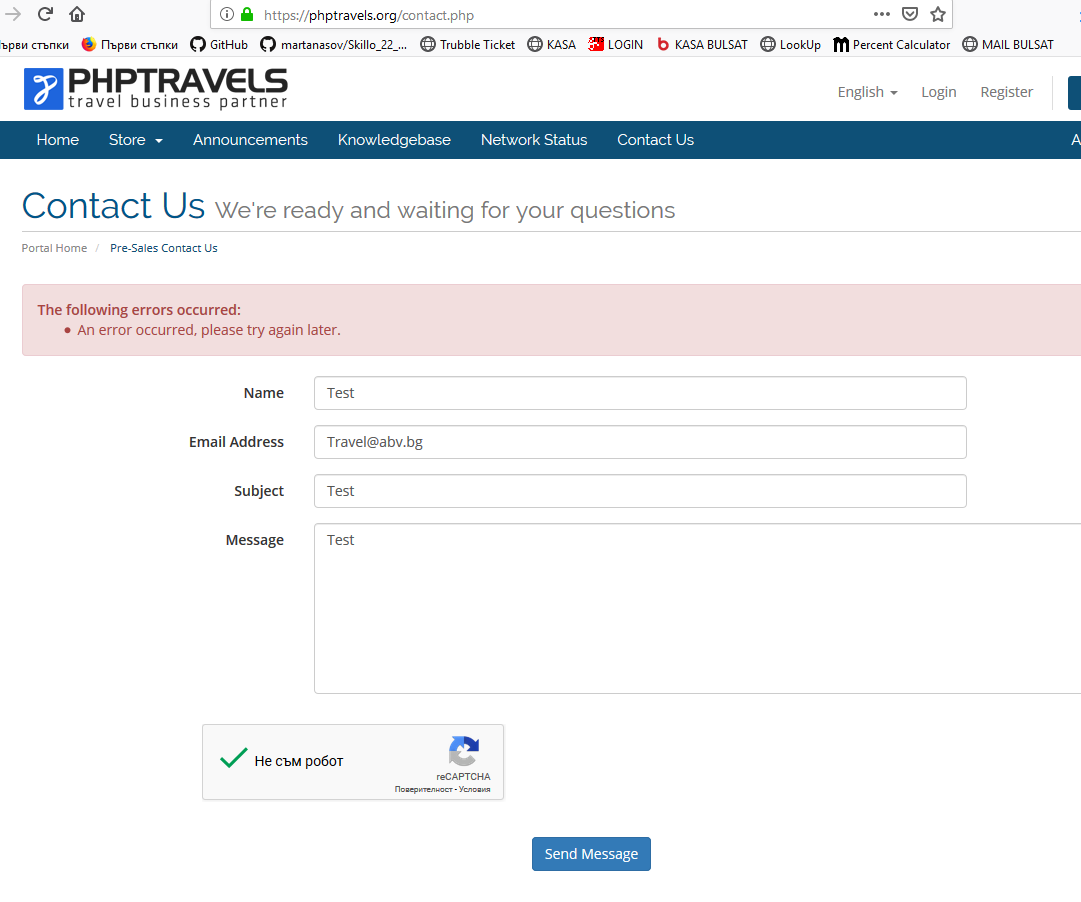 https://phptravels.org/contact.php
ърви стъпки Първи стъпки GitHub martanasov/Skillo_22_... Trubble Ticket KASA LOGIN KASA BULSAT LookUp Percent Calculator MAIL BULSAT
PHPTRAVELS
travel business partner
English Login Register
Home Store Announcements Knowledgebase Network Status Contact Us A
Contact Us We're ready and waiting for your questions
Portal Home / Pre-Sales Contact Us
The following errors occurred:
• An error occurred, please try again later.
Name Test
Email Address Travel@abv.bg
Subject Test
Message Test
Не съм робот
reCAPTCHA
Поверителност - Условия
Send Message